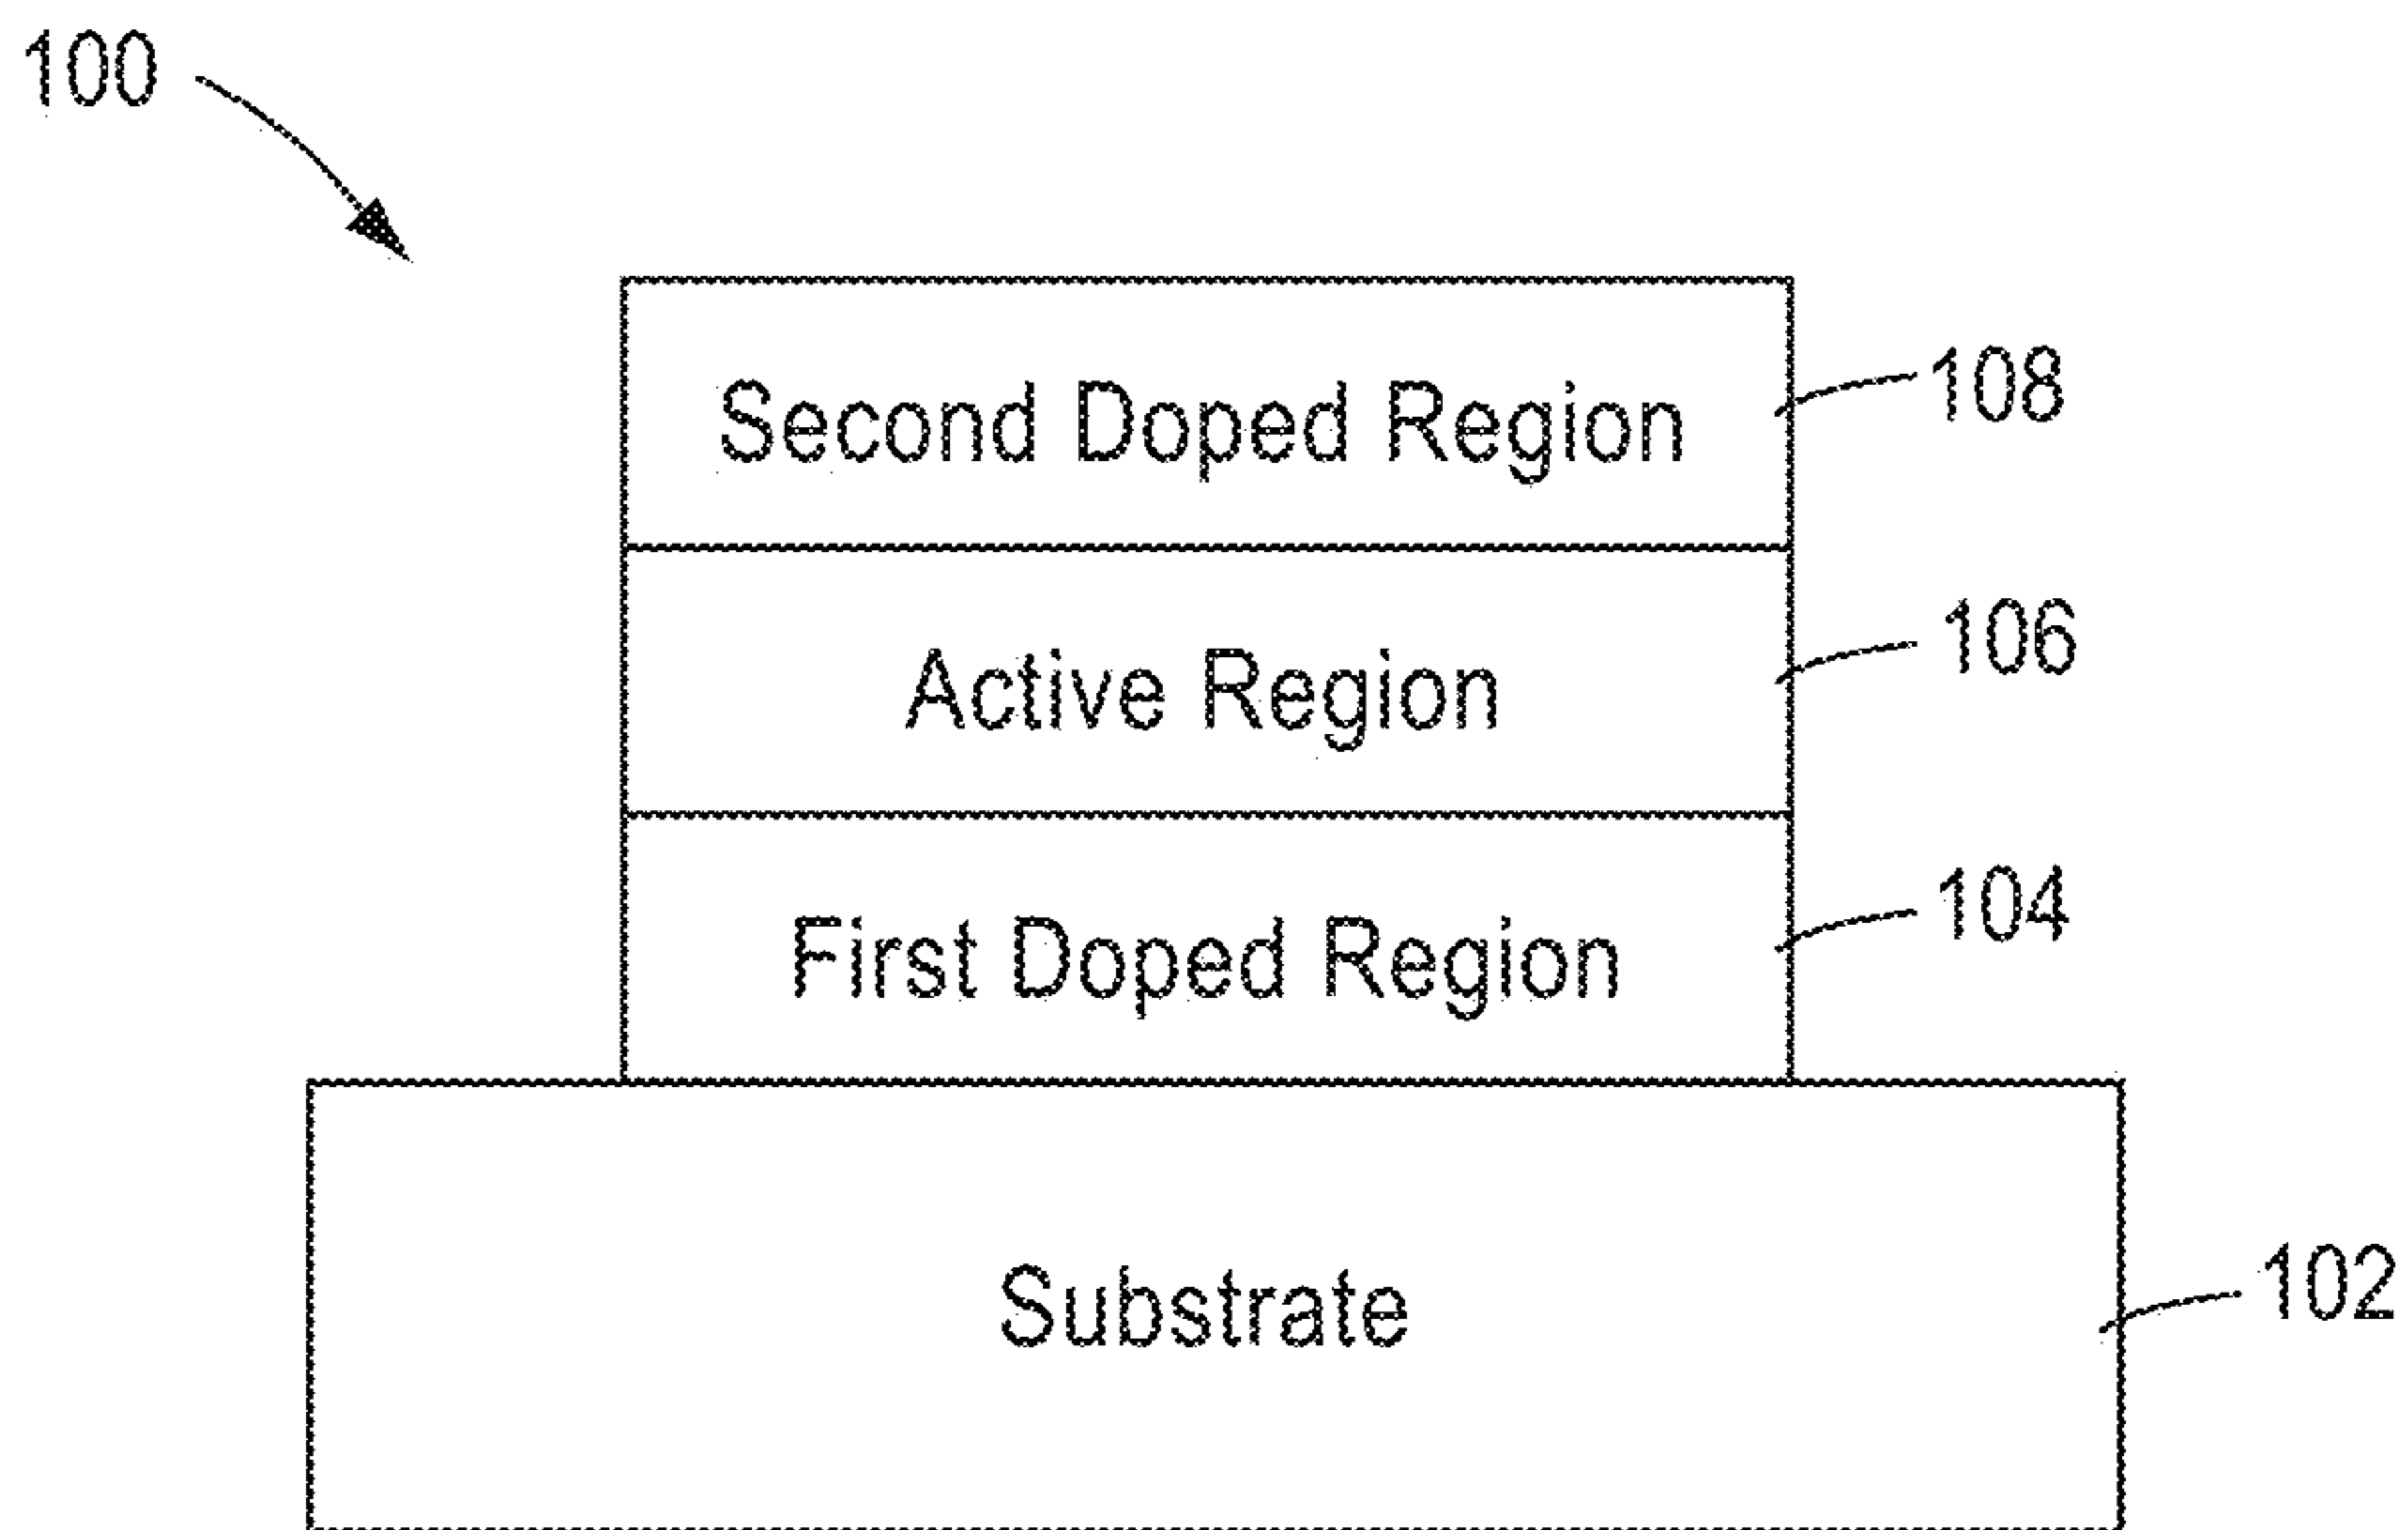 100
Second Doped Region
108
Active Region
106
First Doped Region
104
Substrate
102